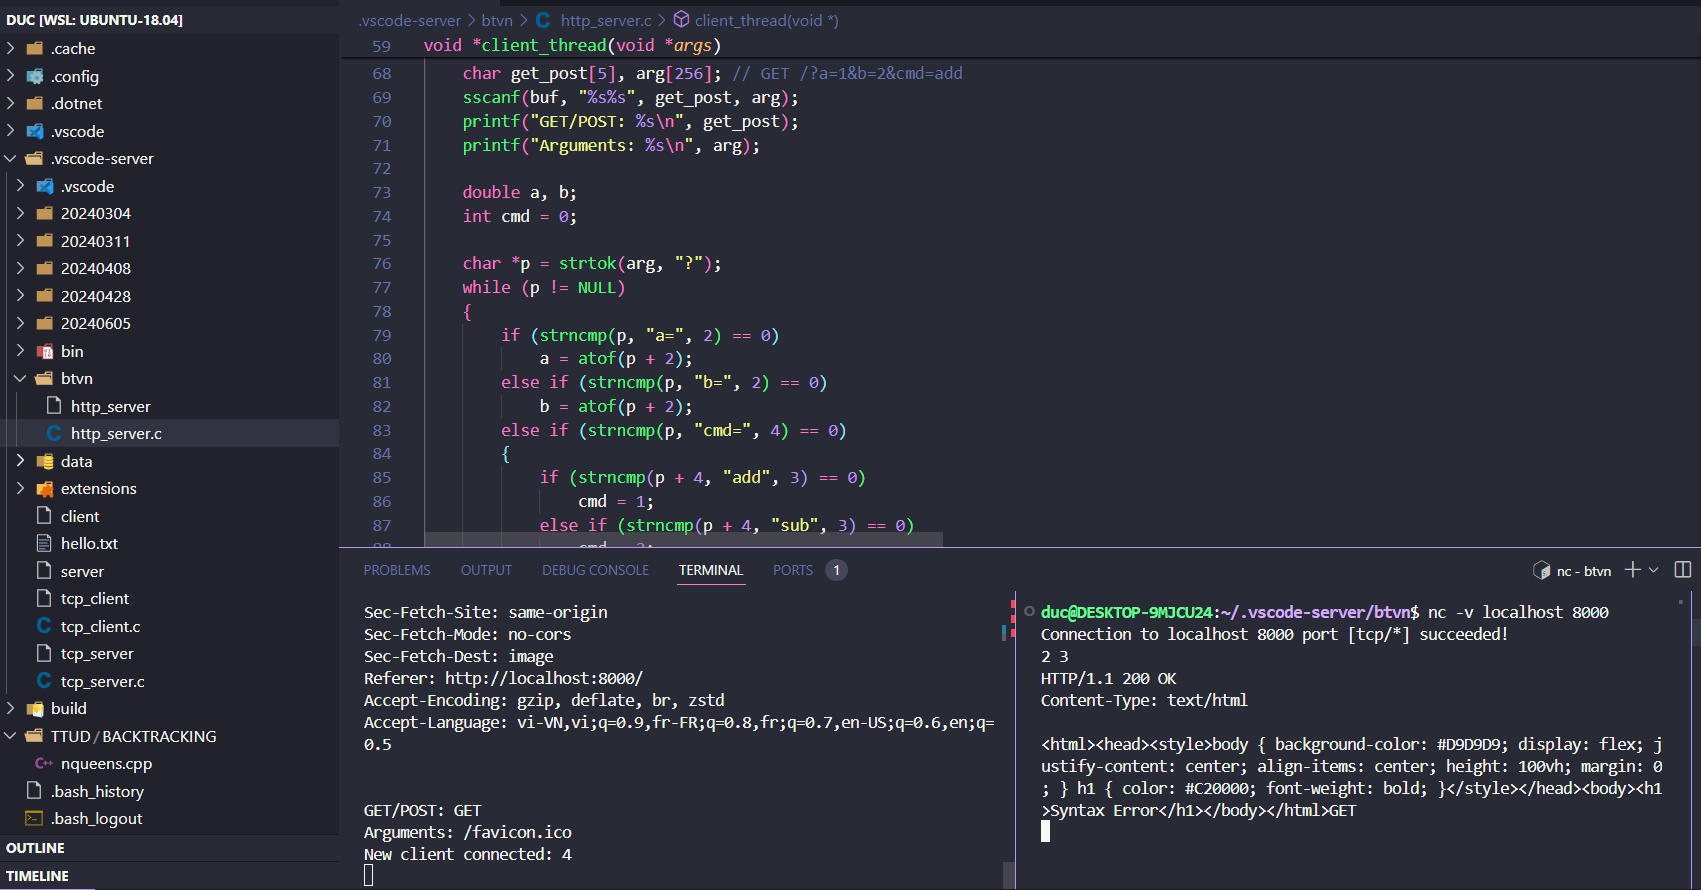 DUC [WSL: UBUNTU-18.04]
.cache
.config
.dotnet
.vscode
.vscode-server
.vscode
20240304
20240311
20240408
20240428
20240605
bin
btvn
http_server
http_server.c
data
extensions
client
hello.txt
server
tcp_client
tcp_client.c
tcp_server
tcp_server.c
build
TTUD / BACKTRACKING
nqueens.cpp
.bash_history
.bash_logout
OUTLINE
TIMELINE
.vscode-server > btvn > C http_server.c > client_thread(void *)
59 void *client_thread(void *args)
68 char get_post[5], arg[256]; // GET /?a=1&b=2&cmd=add
69 sscanf(buf, "%s%s", get_post, arg);
70 printf("GET/POST: %s\n", get_post);
71 printf("Arguments: %s\n", arg);
72
73 double a, b;
74 int cmd = 0;
75
76 char *p = strtok(arg, "?");
77 while (p != NULL)
78 {
79 if (strncmp(p, "a=", 2) == 0)
80 a = atof(p + 2);
81 else if (strncmp(p, "b=", 2) == 0)
82 b = atof(p + 2);
83 else if (strncmp(p, "cmd=", 4) == 0)
84 {
85 if (strncmp(p + 4, "add", 3) == 0)
86 cmd = 1;
87 else if (strncmp(p + 4, "sub", 3) == 0)
PROBLEMS OUTPUT DEBUG CONSOLE TERMINAL PORTS 1
nc - btvn
Sec-Fetch-Site: same-origin
Sec-Fetch-Mode: no-cors
Sec-Fetch-Dest: image
Referer: http://localhost:8000/
Accept-Encoding: gzip, deflate, br, zstd
Accept-Language: vi-VN,vi;q=0.9,fr-FR;q=0.8,fr;q=0.7,en-US;q=0.6,en;q=
0.5
GET/POST: GET
Arguments: /favicon.ico
New client connected: 4
duc@DESKTOP-9MJCU24:~/.vscode-server/btvn$ nc -v localhost 8000
Connection to localhost 8000 port [tcp/*] succeeded!
2 3
HTTP/1.1 200 OK
Content-Type: text/html
<html><head><style>body { background-color: #D9D9D9; display: flex; j
ustify-content: center; align-items: center; height: 100vh; margin: 0
; } h1 { color: #C20000; font-weight: bold; }</style></head><body><h1
>Syntax Error</h1></body></html>GET